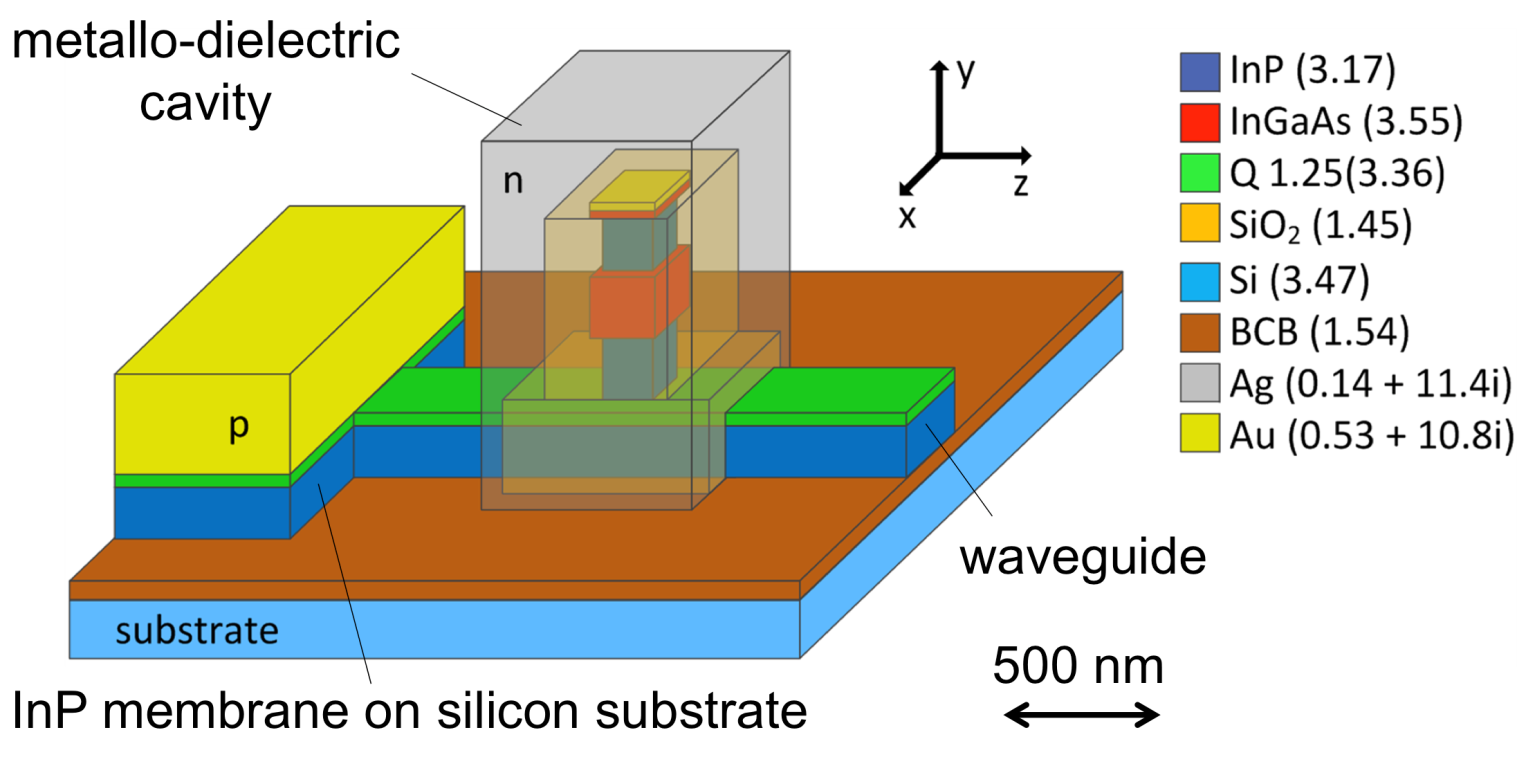 metallo-dielectric
cavity
n
p
y
z
x
InP (3.17)
InGaAs (3.55)
Q 1.25(3.36)
SiO₂ (1.45)
Si (3.47)
BCB (1.54)
Ag (0.14 + 11.4i)
Au (0.53 + 10.8i)
waveguide
substrate
500 nm
InP membrane on silicon substrate